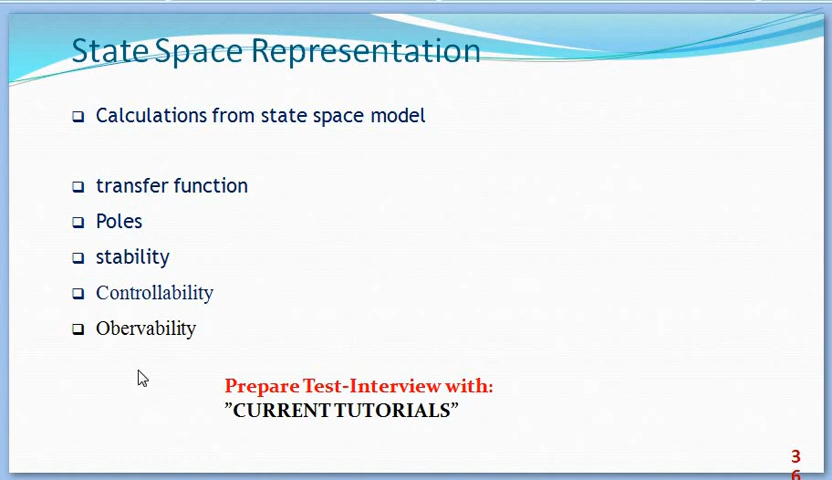 State Space Representation
Calculations from state space model
transfer function
Poles
stability
Controllability
Obervability
Prepare Test-Interview with:
”CURRENT TUTORIALS”
3
6